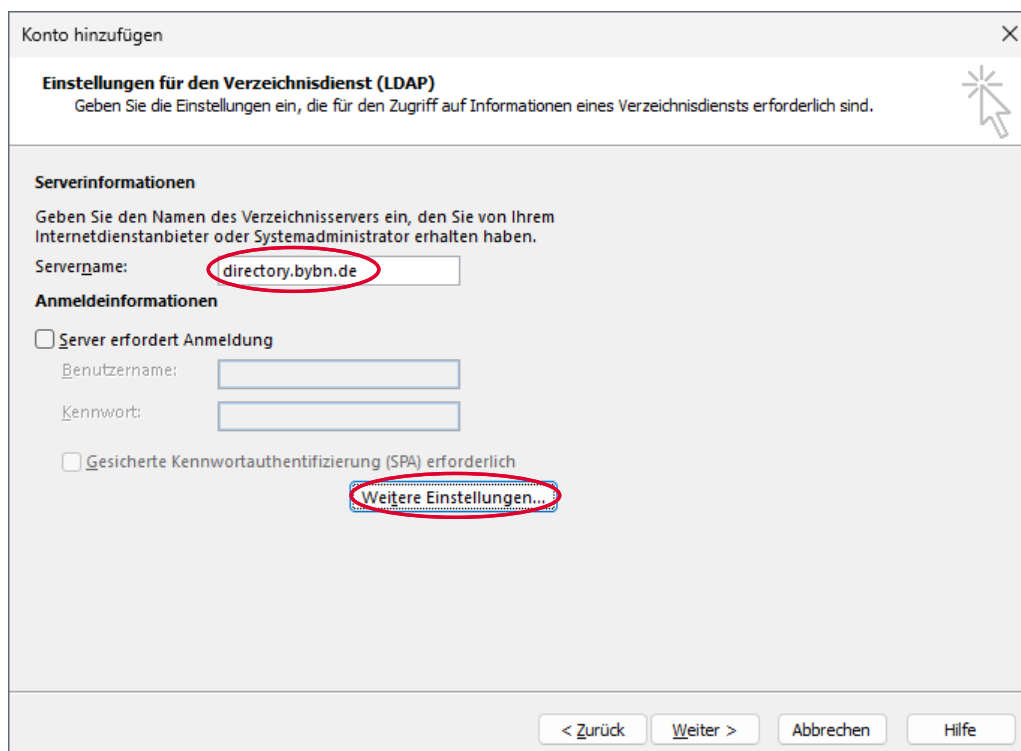 Konto hinzufügen
Einstellungen für den Verzeichnisdienst (LDAP)
Geben Sie die Einstellungen ein, die für den Zugriff auf Informationen eines Verzeichnisdiensts erforderlich sind.
Serverinformationen
Geben Sie den Namen des Verzeichnisservers ein, den Sie von Ihrem
Internetdienstanbieter oder Systemadministrator erhalten haben.
Servername: directory.bybn.de
Anmeldeinformationen
Server erfordert Anmeldung
Benutzername:
Kennwort:
Gesicherte Kennwortauthentifizierung (SPA) erforderlich
Weitere Einstellungen...
< Zurück Weiter > Abbrechen Hilfe